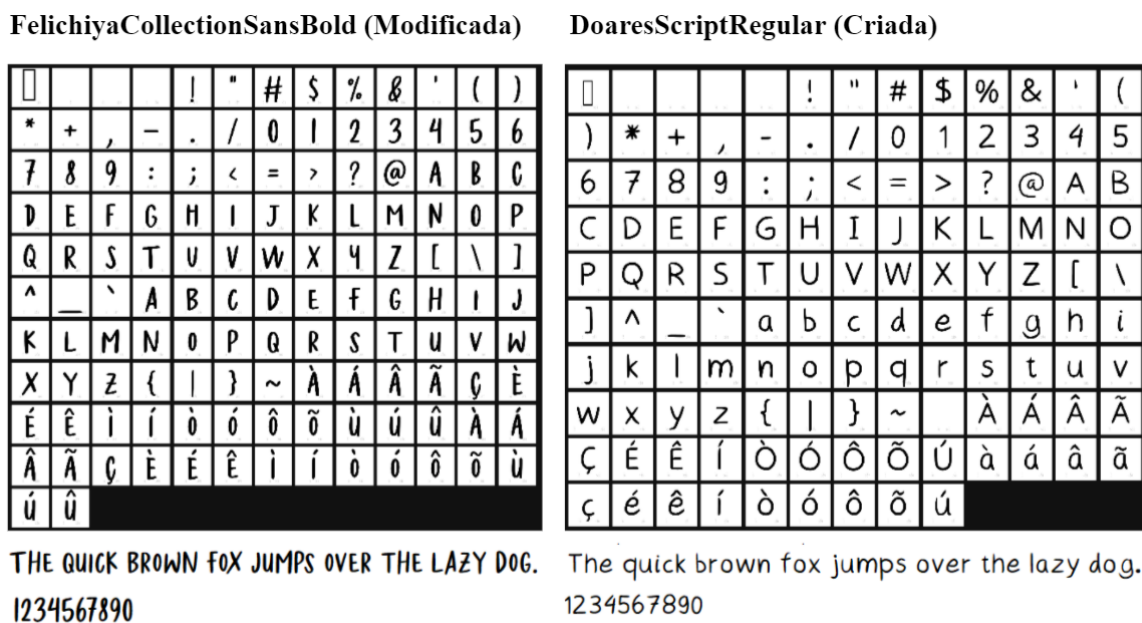 FelichiyaCollectionSansBold (Modificada)
! " # $ % & ' ( )
* + , – . / 0 1 2 3 4 5 6
7 8 9 : ; < = > ? @ A B C
D E F G H I J K L M N O P
Q R S T U V W X Y Z [ \ ]
^ _ ` A B C D E F G H I J
K L M N O P Q R S T U V W
X Y Z { | } ~ À Á Â Ã Ç È
É Ê Ì Í Ò Ó Ô Õ Ù Ú Û À Á
Â Ã Ç È É Ê Ì Í Ò Ó Ô Õ Ù
Ú Û
THE QUICK BROWN FOX JUMPS OVER THE LAZY DOG.
1234567890
DoaresScriptRegular (Criada)
! " # $ % & ' (
) * + , - . / 0 1 2 3 4 5
6 7 8 9 : ; < = > ? @ A B
C D E F G H I J K L M N O
P Q R S T U V W X Y Z [ \
] ^ _ ` a b c d e f g h i
j k l m n o p q r s t u v
w x y z { | } ~ À Á Â Ã
Ç É Ê Í Ò Ó Ô Õ Ú à á â ã
ç é ê í ò ó ô õ ú
The quick brown fox jumps over the lazy dog.
1234567890